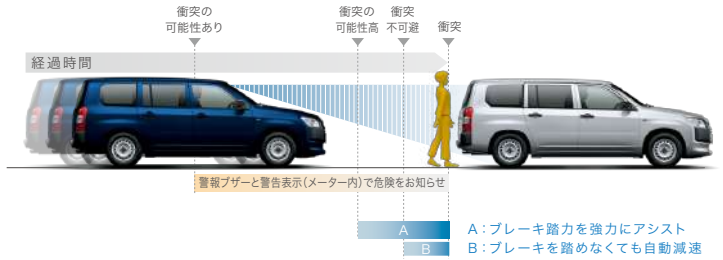 衝突の
可能性あり
衝突の
可能性高
衝突
不可避
衝突
経過時間
警報ブザーと警告表示(メーター内)で危険をお知らせ
A
A:ブレーキ踏力を強力にアシスト
B
B:ブレーキを踏めなくても自動減速